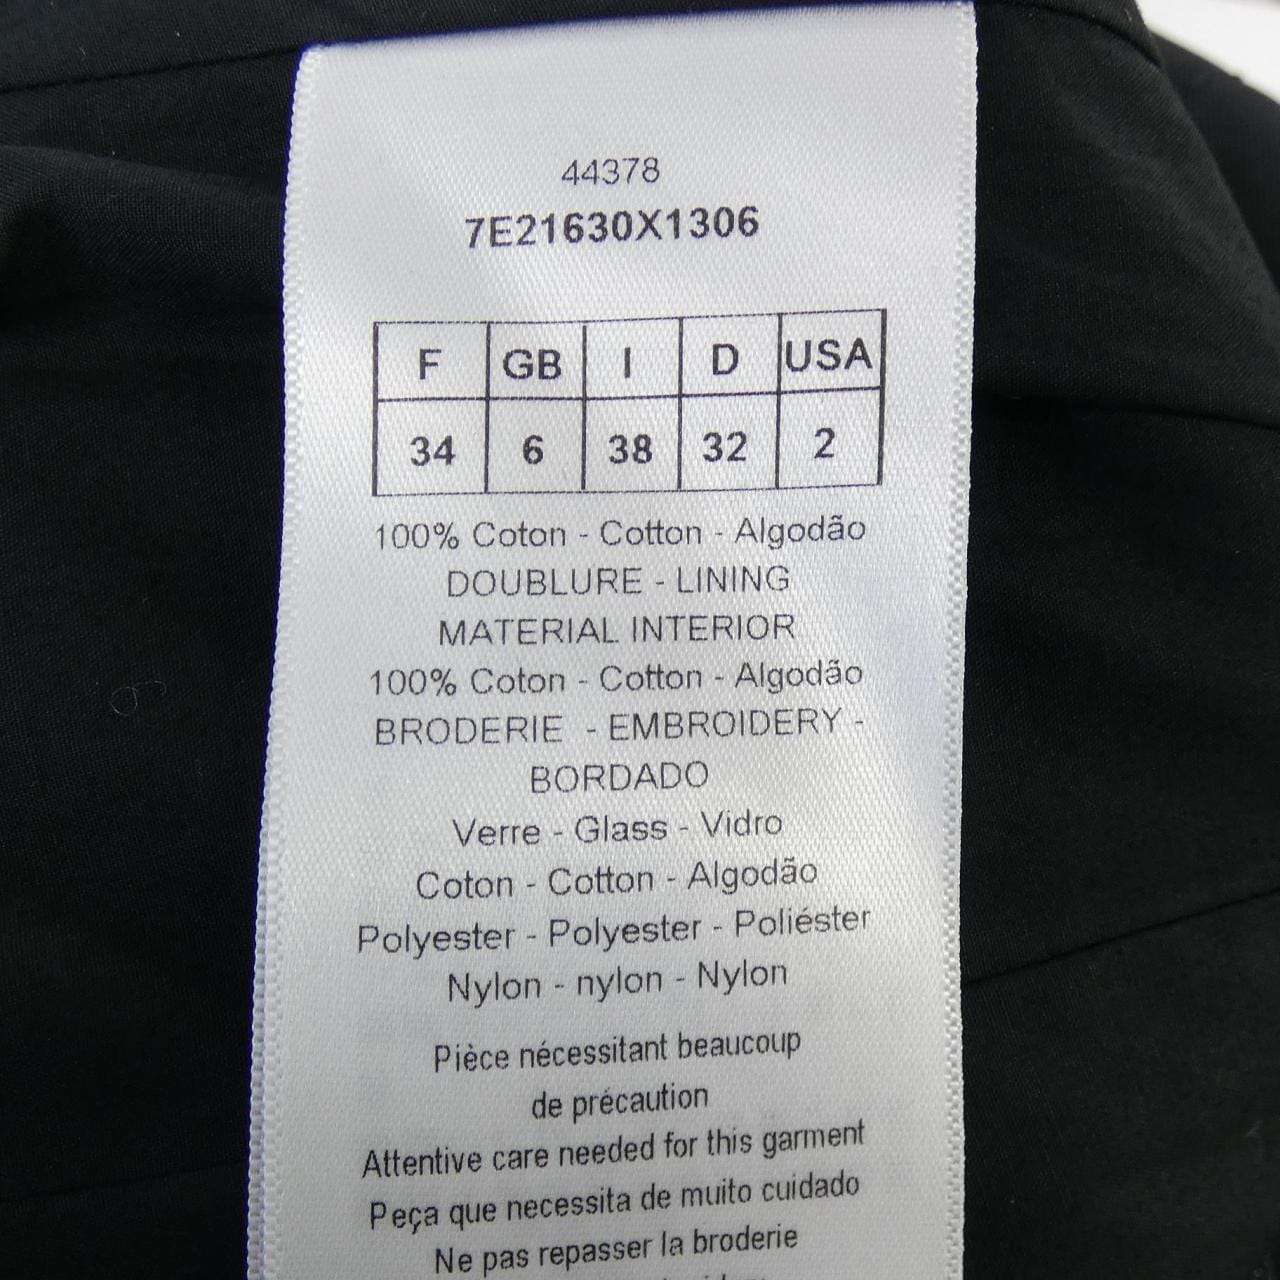 44378
7E21630X1306
F GB I D USA
34 6 38 32 2
100% Coton - Cotton - Algodão
DOUBLURE - LINING
MATERIAL INTERIOR
100% Coton - Cotton - Algodão
BRODERIE - EMBROIDERY -
BORDADO
Verre - Glass - Vidro
Coton - Cotton - Algodão
Polyester - Polyester - Poliéster
Nylon - nylon - Nylon
Pièce nécessitant beaucoup
de précaution
Attentive care needed for this garment
Peça que necessita de muito cuidado
Ne pas repasser la broderie